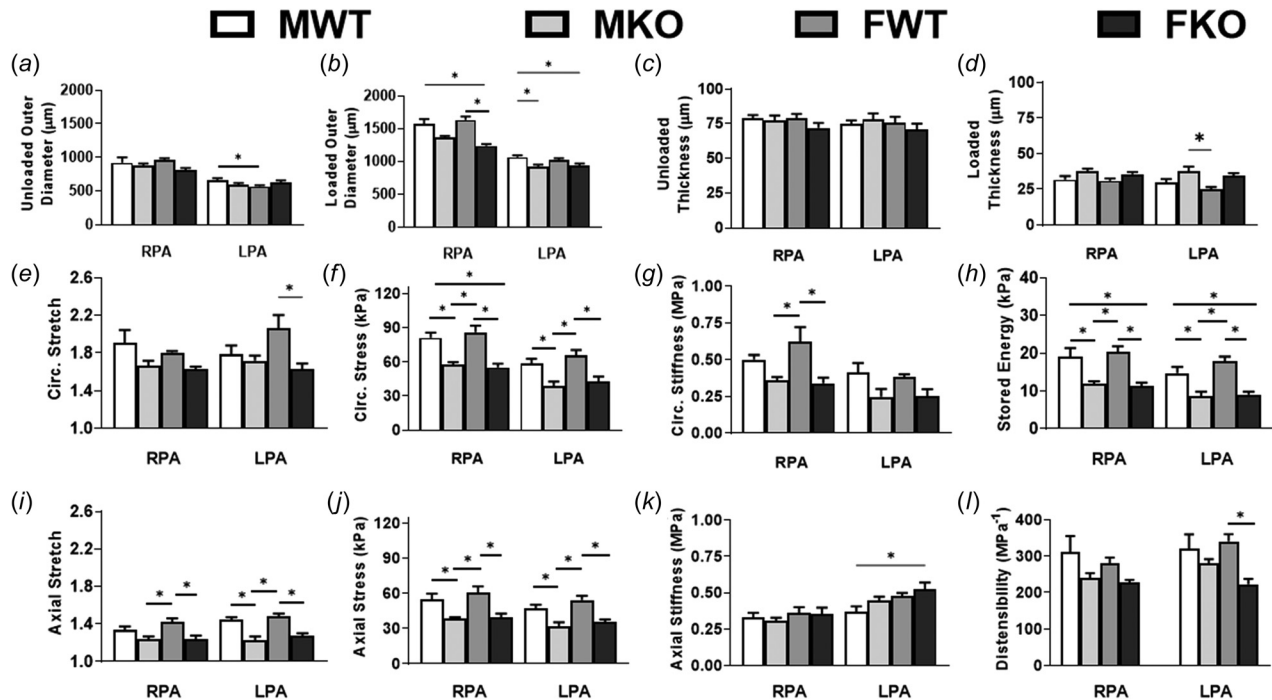 MWT MKO FWT FKO
(a) (b) (c) (d)
Unloaded Outer
Diameter (μm)
2000
1500
1000
500
0
*
RPA LPA
Loaded Outer
Diameter (μm)
2000
1500
1000
500
0
* * * *
RPA LPA
Unloaded
Thickness (μm)
100
75
50
25
0
RPA LPA
Loaded
Thickness (μm)
100
75
50
25
0
*
RPA LPA
(e) (f) (g) (h)
Circ. Stretch
2.6
2.2
1.8
1.4
1.0
*
RPA LPA
Circ. Stress (kPa)
120
90
60
30
0
* * * * * * *
RPA LPA
Circ. Stiffness (MPa)
1.00
0.75
0.50
0.25
0.00
* *
RPA LPA
Stored Energy
(kPa)
40
30
20
10
0
* * * * * * * *
RPA LPA
(i) (j) (k) (l)
Axial Stretch
2.6
2.2
1.8
1.4
1.0
* * * * *
RPA LPA
Axial Stress (kPa)
120
90
60
30
0
* * * * * *
RPA LPA
Axial Stiffness (MPa)
1.00
0.75
0.50
0.25
0.00
*
RPA LPA
Distensibility (MPa⁻¹)
400
300
200
100
0
*
RPA LPA